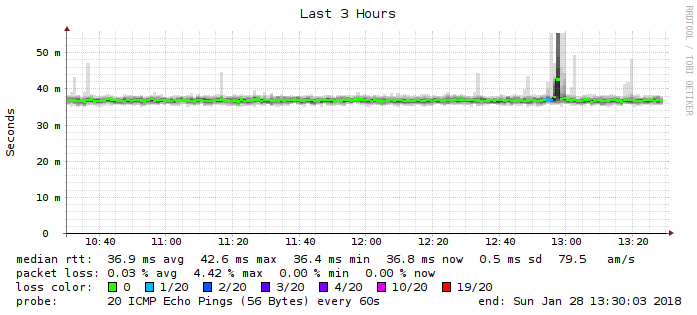 Last 3 Hours
RRDTOOL / TOBI OETIKER
Seconds
50 m
40 m
30 m
20 m
10 m
0
10:40 11:00 11:20 11:40 12:00 12:20 12:40 13:00 13:20
median rtt: 36.9 ms avg 42.6 ms max 36.4 ms min 36.8 ms now 0.5 ms sd 79.5 am/s
packet loss: 0.03 % avg 4.42 % max 0.00 % min 0.00 % now
loss color: 0 1/20 2/20 3/20 4/20 10/20 19/20
probe: 20 ICMP Echo Pings (56 Bytes) every 60s end: Sun Jan 28 13:30:03 2018